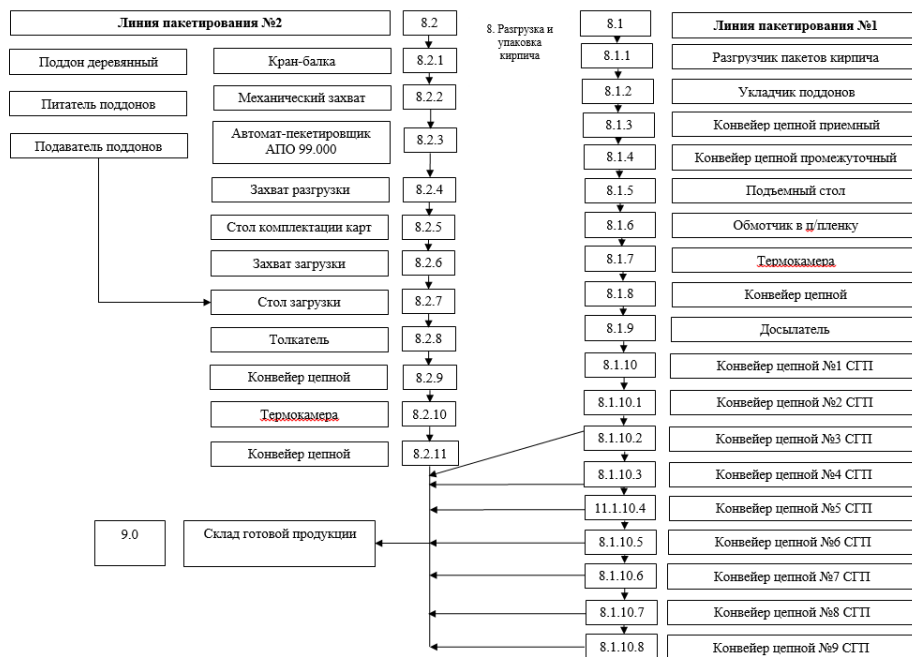 Линия пакетирования №2
8.2
8. Разгрузка и
упаковка
кирпича
8.1
Линия пакетирования №1
Поддон деревянный
Кран-балка
8.2.1
8.1.1
Разгрузчик пакетов кирпича
Питатель поддонов
Механический захват
8.2.2
8.1.2
Укладчик поддонов
Подаватель поддонов
Автомат-пекетировщик
АПО 99.000
8.2.3
8.1.3
Конвейер цепной приемный
8.1.4
Конвейер цепной промежуточный
Захват разгрузки
8.2.4
8.1.5
Подъемный стол
Стол комплектации карт
8.2.5
8.1.6
Обмотчик в п/пленку
Захват загрузки
8.2.6
8.1.7
Термокамера
Стол загрузки
8.2.7
8.1.8
Конвейер цепной
Толкатель
8.2.8
8.1.9
Досылатель
Конвейер цепной
8.2.9
8.1.10
Конвейер цепной №1 СГП
Термокамера
8.2.10
8.1.10.1
Конвейер цепной №2 СГП
Конвейер цепной
8.2.11
8.1.10.2
Конвейер цепной №3 СГП
8.1.10.3
Конвейер цепной №4 СГП
11.1.10.4
Конвейер цепной №5 СГП
9.0
Склад готовой продукции
8.1.10.5
Конвейер цепной №6 СГП
8.1.10.6
Конвейер цепной №7 СГП
8.1.10.7
Конвейер цепной №8 СГП
8.1.10.8
Конвейер цепной №9 СГП